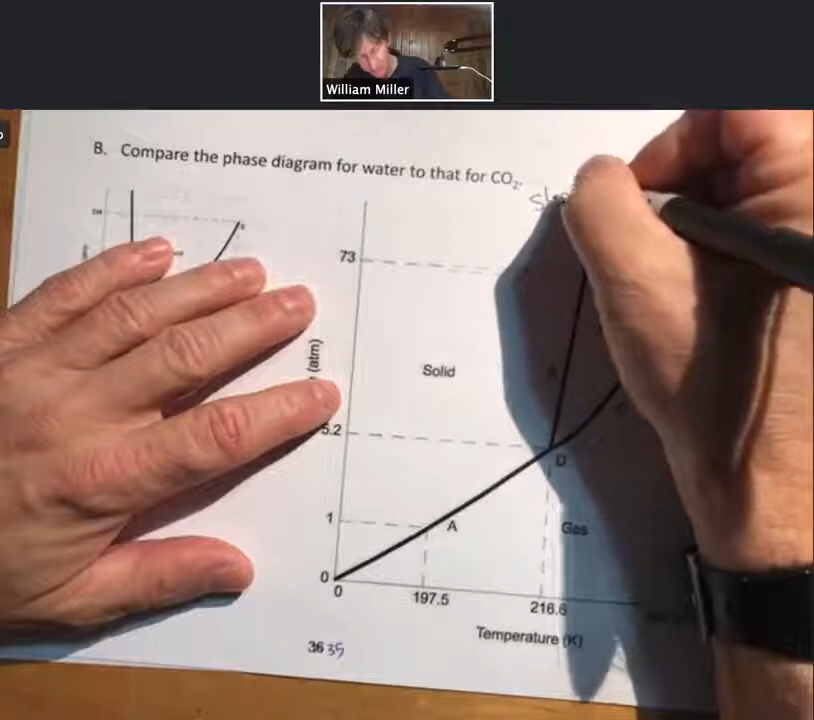 William Miller
B. Compare the phase diagram for water to that for CO₂.
73
(atm)
Solid
5.2
D
1
A
Gas
0
0
197.5
216.6
Temperature (K)
36 35